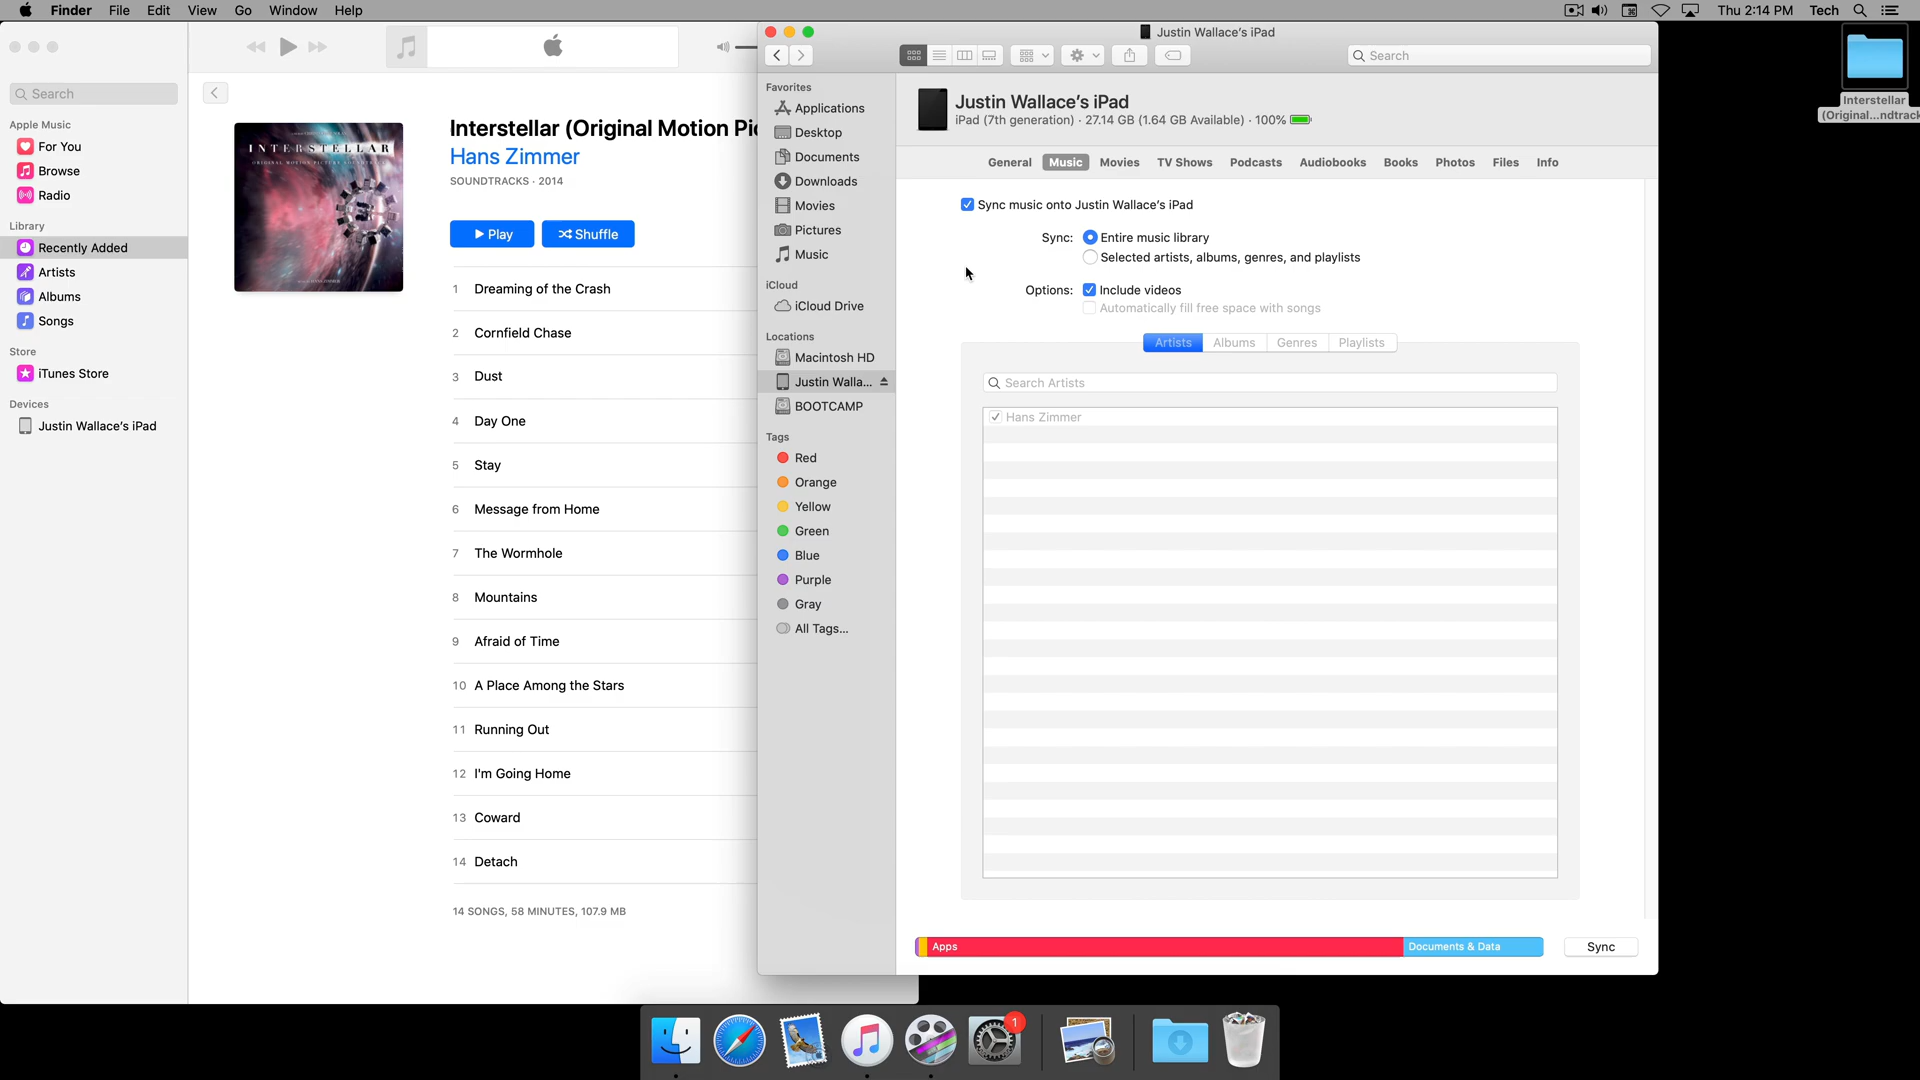 Finder File Edit View Go Window Help
Thu 2:14 PM Tech
Search
Apple Music
For You
Browse
Radio
Library
Recently Added
Artists
Albums
Songs
Store
iTunes Store
Devices
Justin Wallace's iPad
INTERSTELLAR
ORIGINAL MOTION PICTURE SOUNDTRACK
Interstellar (Original Motion Pic
Hans Zimmer
SOUNDTRACKS · 2014
Play Shuffle
1 Dreaming of the Crash
2 Cornfield Chase
3 Dust
4 Day One
5 Stay
6 Message from Home
7 The Wormhole
8 Mountains
9 Afraid of Time
10 A Place Among the Stars
11 Running Out
12 I'm Going Home
13 Coward
14 Detach
14 SONGS, 58 MINUTES, 107.9 MB
Justin Wallace's iPad
Search
Favorites
Applications
Desktop
Documents
Downloads
Movies
Pictures
Music
iCloud
iCloud Drive
Locations
Macintosh HD
Justin Walla...
BOOTCAMP
Tags
Red
Orange
Yellow
Green
Blue
Purple
Gray
All Tags...
Justin Wallace's iPad
iPad (7th generation) · 27.14 GB (1.64 GB Available) · 100%
General Music Movies TV Shows Podcasts Audiobooks Books Photos Files Info
Sync music onto Justin Wallace's iPad
Sync: Entire music library
Selected artists, albums, genres, and playlists
Options: Include videos
Automatically fill free space with songs
Artists Albums Genres Playlists
Search Artists
Hans Zimmer
Apps Documents & Data Sync
Interstellar
(Original...ndtrack
1